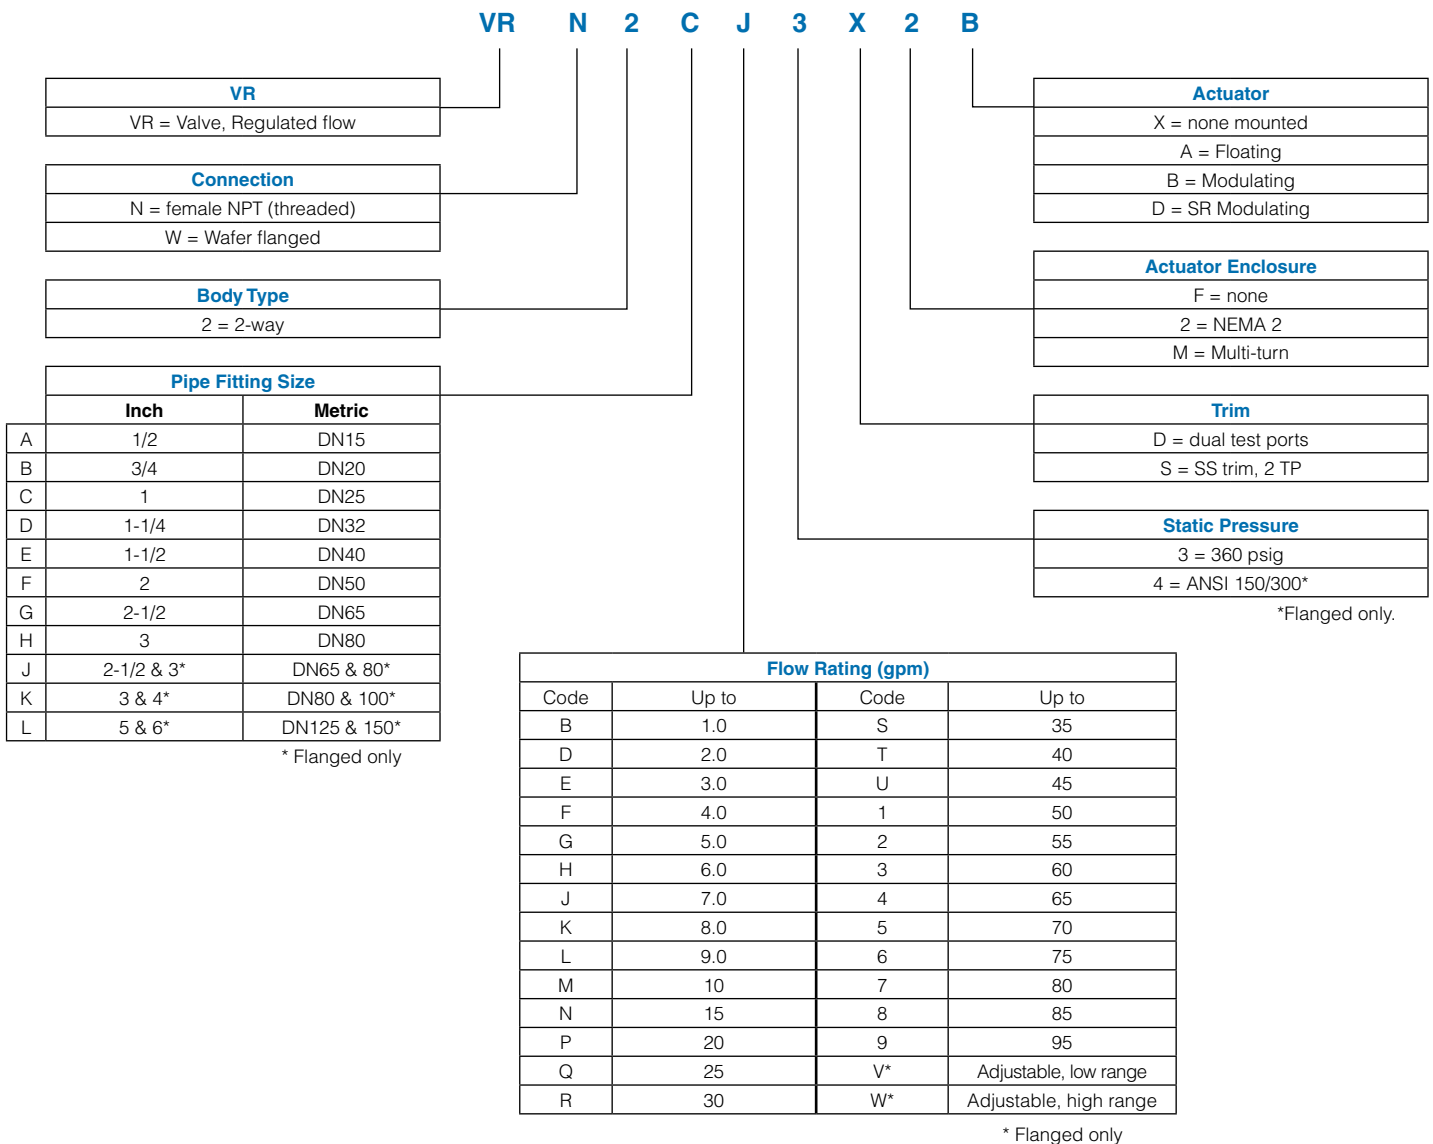 VR N 2 C J 3 X 2 B
VR
VR = Valve, Regulated flow
Connection
N = female NPT (threaded)
W = Wafer flanged
Body Type
2 = 2-way
Pipe Fitting Size
Inch Metric
A 1/2 DN15
B 3/4 DN20
C 1 DN25
D 1-1/4 DN32
E 1-1/2 DN40
F 2 DN50
G 2-1/2 DN65
H 3 DN80
J 2-1/2 & 3* DN65 & 80*
K 3 & 4* DN80 & 100*
L 5 & 6* DN125 & 150*
* Flanged only
Actuator
X = none mounted
A = Floating
B = Modulating
D = SR Modulating
Actuator Enclosure
F = none
2 = NEMA 2
M = Multi-turn
Trim
D = dual test ports
S = SS trim, 2 TP
Static Pressure
3 = 360 psig
4 = ANSI 150/300*
*Flanged only.
Flow Rating (gpm)
Code Up to Code Up to
B 1.0 S 35
D 2.0 T 40
E 3.0 U 45
F 4.0 1 50
G 5.0 2 55
H 6.0 3 60
J 7.0 4 65
K 8.0 5 70
L 9.0 6 75
M 10 7 80
N 15 8 85
P 20 9 95
Q 25 V* Adjustable, low range
R 30 W* Adjustable, high range
* Flanged only